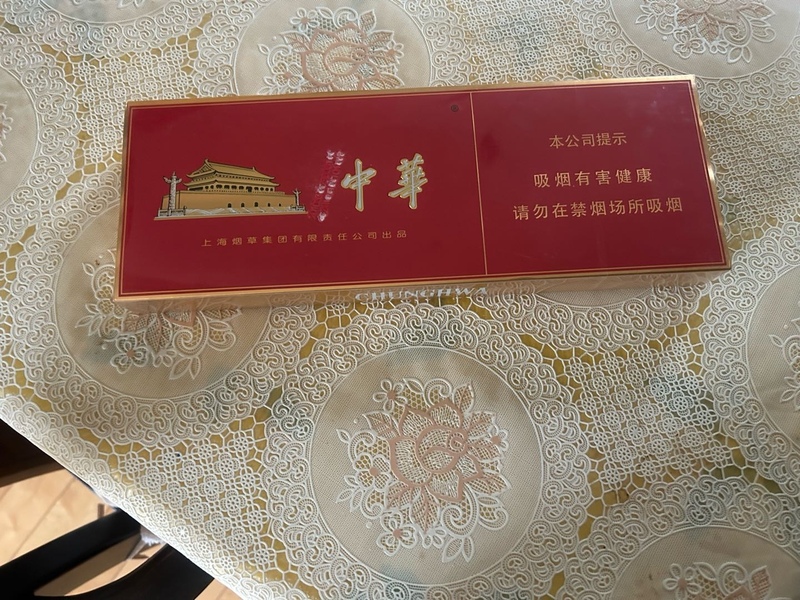 中華
上海烟草集团有限责任公司出品
本公司提示
吸烟有害健康
请勿在禁烟场所吸烟
CHUNGHWA